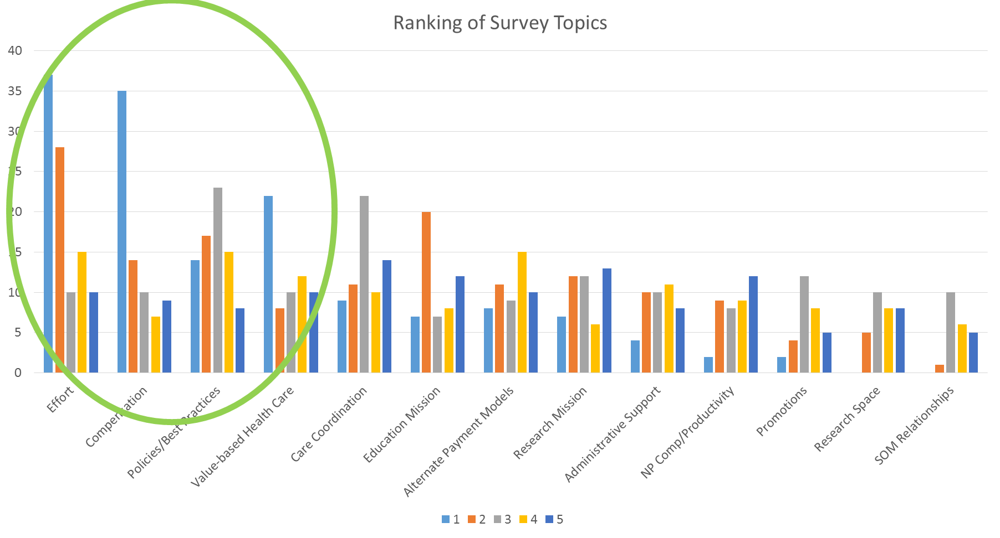 Ranking of Survey Topics
40
35
30
25
20
15
10
5
0
Effort
Compensation
Policies/Best Practices
Value-based Health Care
Care Coordination
Education Mission
Alternate Payment Models
Research Mission
Administrative Support
NP Comp/Productivity
Promotions
Research Space
SOM Relationships
1 2 3 4 5